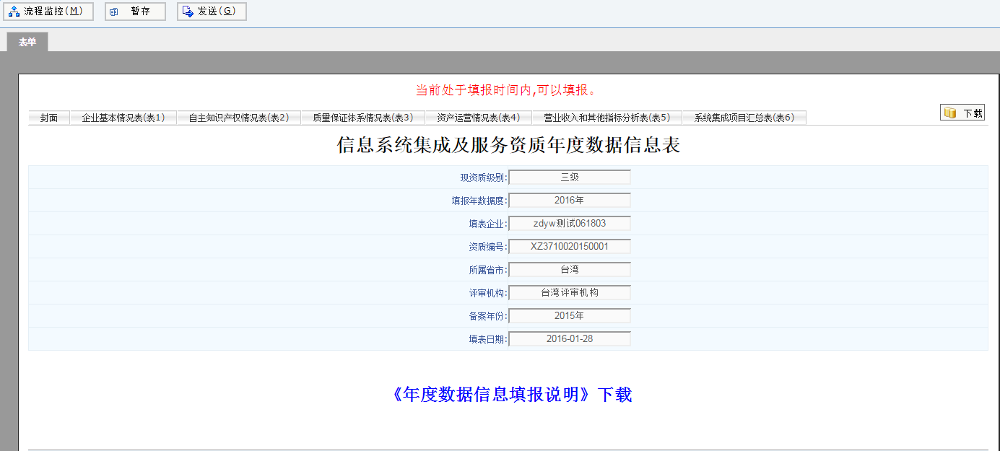 流程监控(M) 暂存 发送(G)
表单
当前处于填报时间内,可以填报。
封面 企业基本情况表(表1) 自主知识产权情况表(表2) 质量保证体系情况表(表3) 资产运营情况表(表4) 营业收入和其他指标分析表(表5) 系统集成项目汇总表(表6) 下载
信息系统集成及服务资质年度数据信息表
现资质级别: 三级
填报年数据度: 2016年
填表企业: zdyw测试061803
资质编号: XZ3710020150001
所属省市: 台湾
评审机构: 台湾评审机构
备案年份: 2015年
填表日期: 2016-01-28
《年度数据信息填报说明》下载